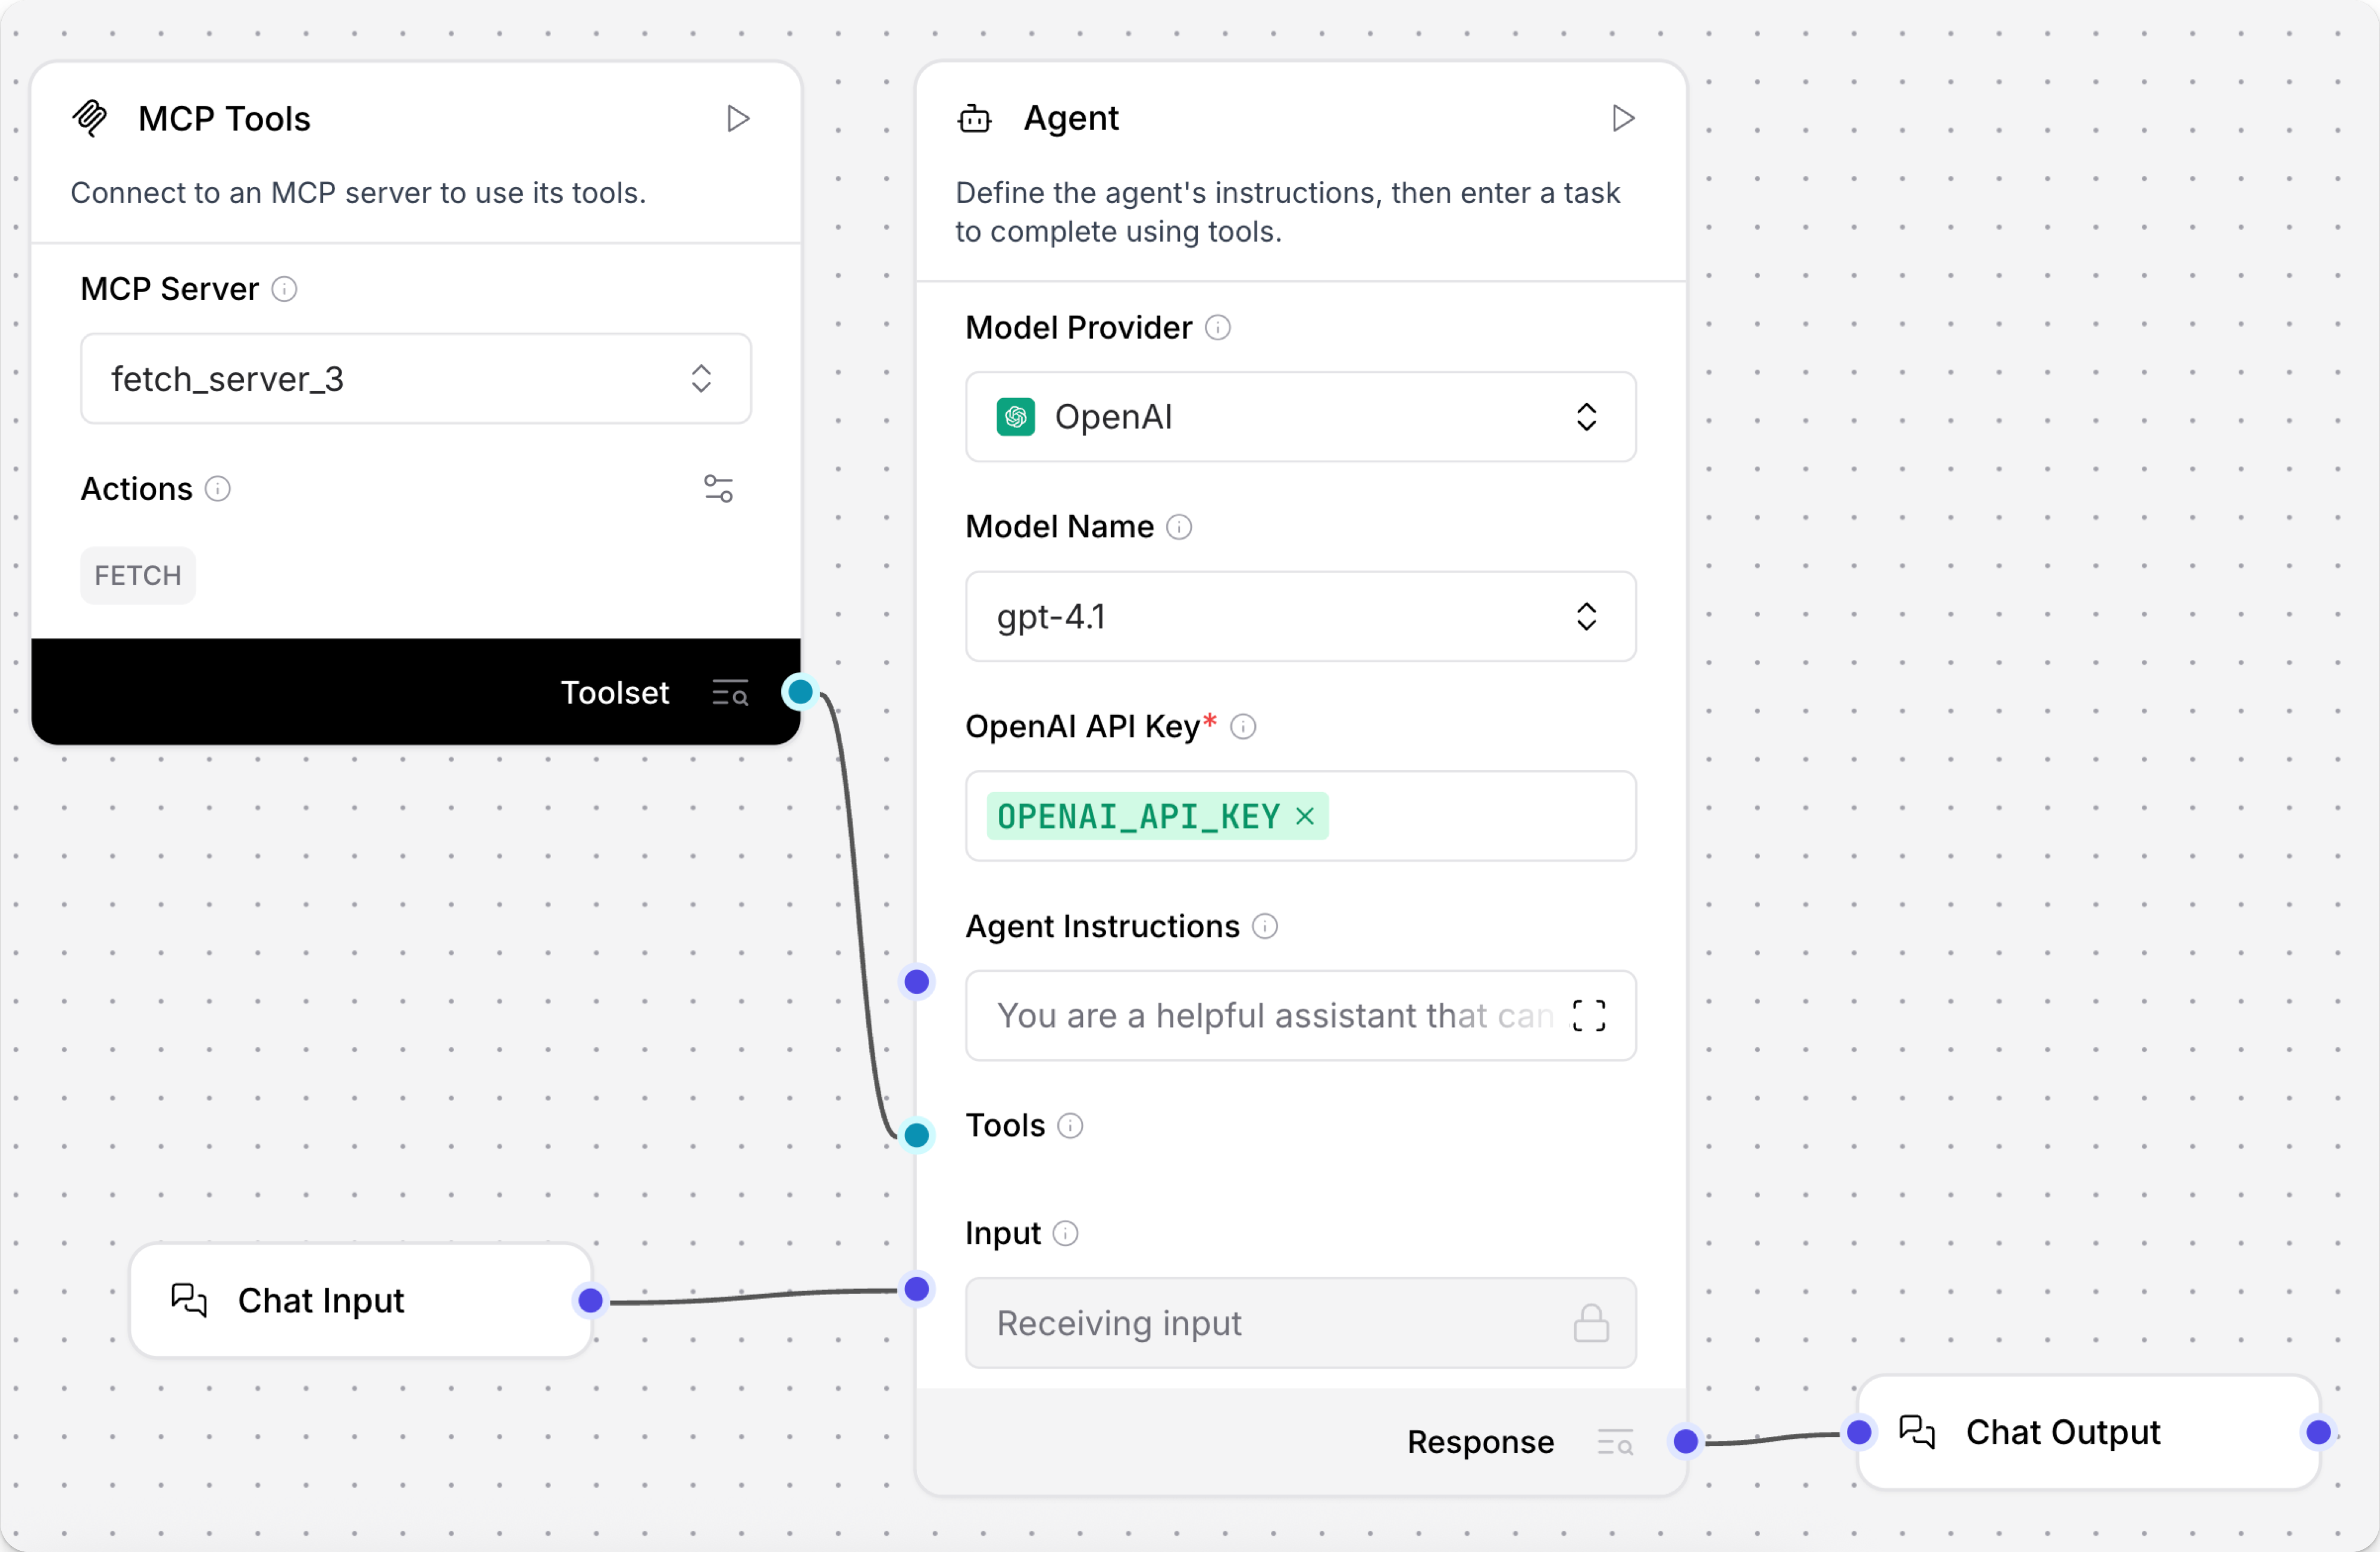 MCP Tools
Connect to an MCP server to use its tools.
MCP Server
fetch_server_3
Actions
FETCH
Toolset
Agent
Define the agent's instructions, then enter a task
to complete using tools.
Model Provider
OpenAI
Model Name
gpt-4.1
OpenAI API Key*
OPENAI_API_KEY
Agent Instructions
You are a helpful assistant that can
Tools
Input
Receiving input
Response
Chat Input
Chat Output